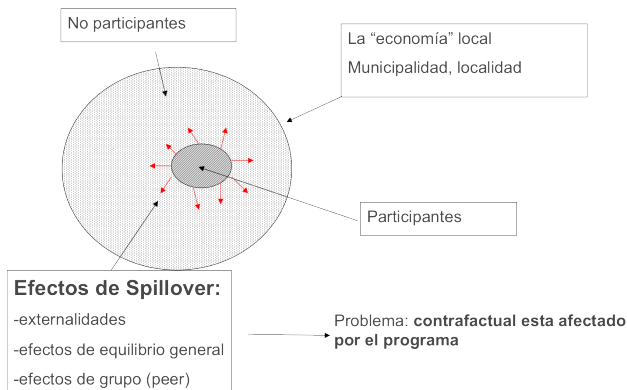 No participantes
La “economía” local
Municipalidad, localidad
Participantes
Efectos de Spillover:
-externalidades
-efectos de equilibrio general
-efectos de grupo (peer)
Problema: contrafactual esta afectado
por el programa